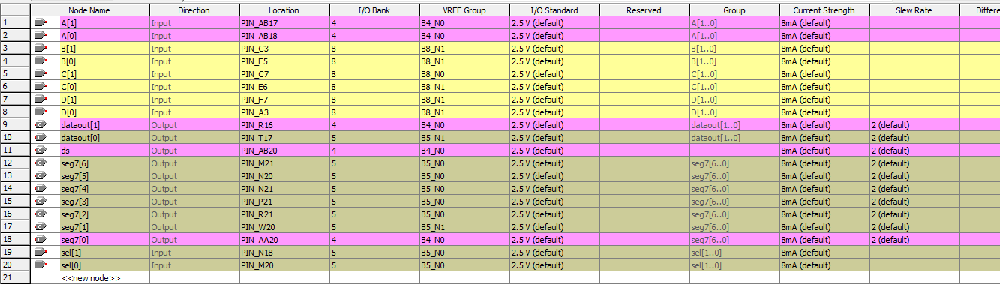 Node Name Direction Location I/O Bank VREF Group I/O Standard Reserved Group Current Strength Slew Rate Differe
1 A[1] Input PIN_AB17 4 B4_N0 2.5 V (default) A[1..0] 8mA (default)
2 A[0] Input PIN_AB18 4 B4_N0 2.5 V (default) A[1..0] 8mA (default)
3 B[1] Input PIN_C3 8 B8_N1 2.5 V (default) B[1..0] 8mA (default)
4 B[0] Input PIN_E5 8 B8_N1 2.5 V (default) B[1..0] 8mA (default)
5 C[1] Input PIN_C7 8 B8_N0 2.5 V (default) C[1..0] 8mA (default)
6 C[0] Input PIN_E6 8 B8_N1 2.5 V (default) C[1..0] 8mA (default)
7 D[1] Input PIN_F7 8 B8_N1 2.5 V (default) D[1..0] 8mA (default)
8 D[0] Input PIN_A3 8 B8_N1 2.5 V (default) D[1..0] 8mA (default)
9 dataout[1] Output PIN_R16 4 B4_N0 2.5 V (default) dataout[1..0] 8mA (default) 2 (default)
10 dataout[0] Output PIN_T17 5 B5_N1 2.5 V (default) dataout[1..0] 8mA (default) 2 (default)
11 ds Output PIN_AB20 4 B4_N0 2.5 V (default) 8mA (default) 2 (default)
12 seg7[6] Output PIN_M21 5 B5_N0 2.5 V (default) seg7[6..0] 8mA (default) 2 (default)
13 seg7[5] Output PIN_N20 5 B5_N0 2.5 V (default) seg7[6..0] 8mA (default) 2 (default)
14 seg7[4] Output PIN_N21 5 B5_N0 2.5 V (default) seg7[6..0] 8mA (default) 2 (default)
15 seg7[3] Output PIN_P21 5 B5_N0 2.5 V (default) seg7[6..0] 8mA (default) 2 (default)
16 seg7[2] Output PIN_R21 5 B5_N0 2.5 V (default) seg7[6..0] 8mA (default) 2 (default)
17 seg7[1] Output PIN_W20 5 B5_N1 2.5 V (default) seg7[6..0] 8mA (default) 2 (default)
18 seg7[0] Output PIN_AA20 4 B4_N0 2.5 V (default) seg7[6..0] 8mA (default) 2 (default)
19 sel[1] Input PIN_N18 5 B5_N0 2.5 V (default) sel[1..0] 8mA (default)
20 sel[0] Input PIN_M20 5 B5_N0 2.5 V (default) sel[1..0] 8mA (default)
21 <<new node>>